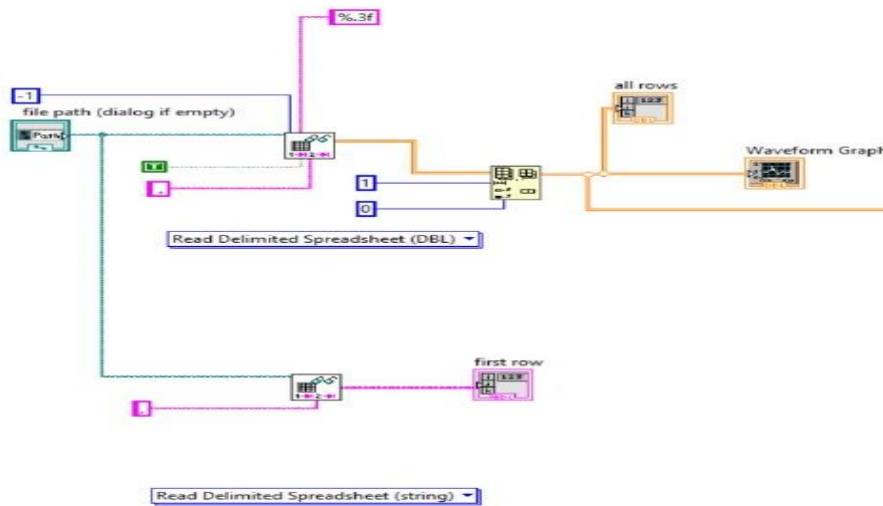 %.3f
-1
file path (dialog if empty)
Path
all rows
Waveform Graph
T
,
1
0
Read Delimited Spreadsheet (DBL)
first row
,
Read Delimited Spreadsheet (string)